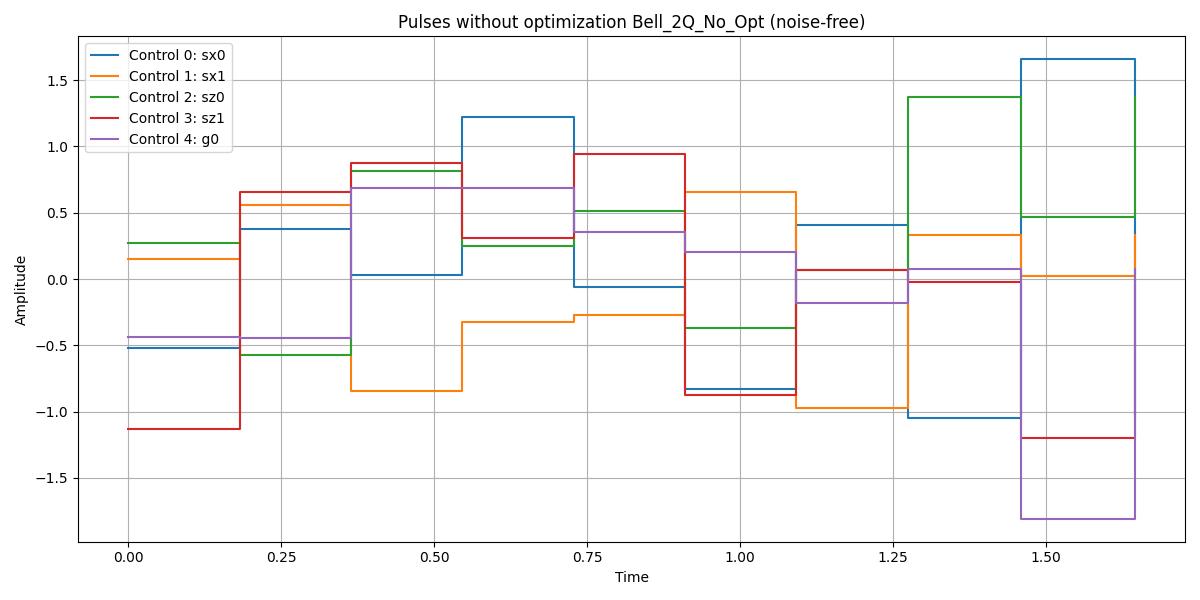 Pulses without optimization Bell_2Q_No_Opt (noise-free)
Control 0: sx0
Control 1: sx1
Control 2: sz0
Control 3: sz1
Control 4: g0
Amplitude
1.5
1.0
0.5
0.0
−0.5
−1.0
−1.5
0.00 0.25 0.50 0.75 1.00 1.25 1.50
Time